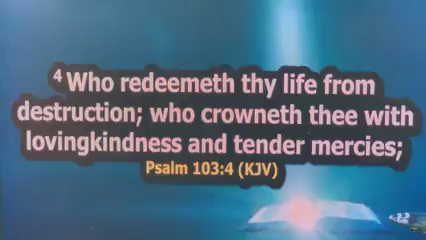 4 Who redeemeth thy life from
destruction; who crowneth thee with
lovingkindness and tender mercies;
Psalm 103:4 (KJV)